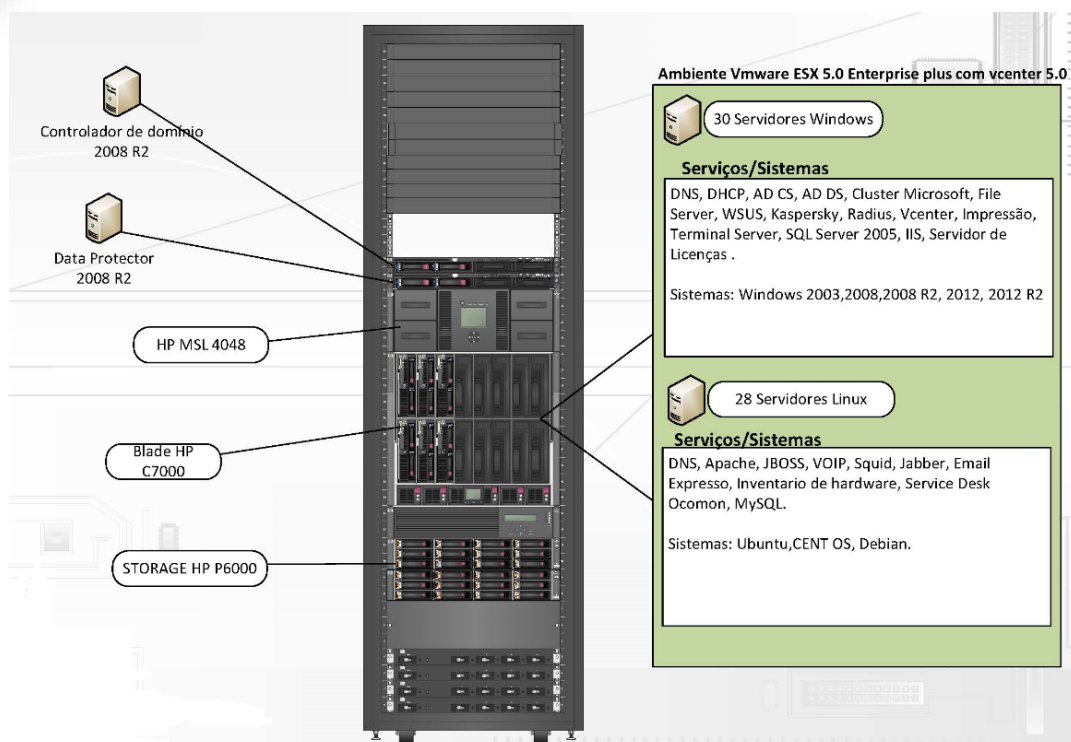 Controlador de domínio
2008 R2
Data Protector
2008 R2
HP MSL 4048
Blade HP
C7000
STORAGE HP P6000
Ambiente Vmware ESX 5.0 Enterprise plus com vcenter 5.0
30 Servidores Windows
Serviços/Sistemas
DNS, DHCP, AD CS, AD DS, Cluster Microsoft, File
Server, WSUS, Kaspersky, Radius, Vcenter, Impressão,
Terminal Server, SQL Server 2005, IIS, Servidor de
Licenças .
Sistemas: Windows 2003,2008,2008 R2, 2012, 2012 R2
28 Servidores Linux
Serviços/Sistemas
DNS, Apache, JBOSS, VOIP, Squid, Jabber, Email
Expresso, Inventario de hardware, Service Desk
Ocomon, MySQL.
Sistemas: Ubuntu,CENT OS, Debian.